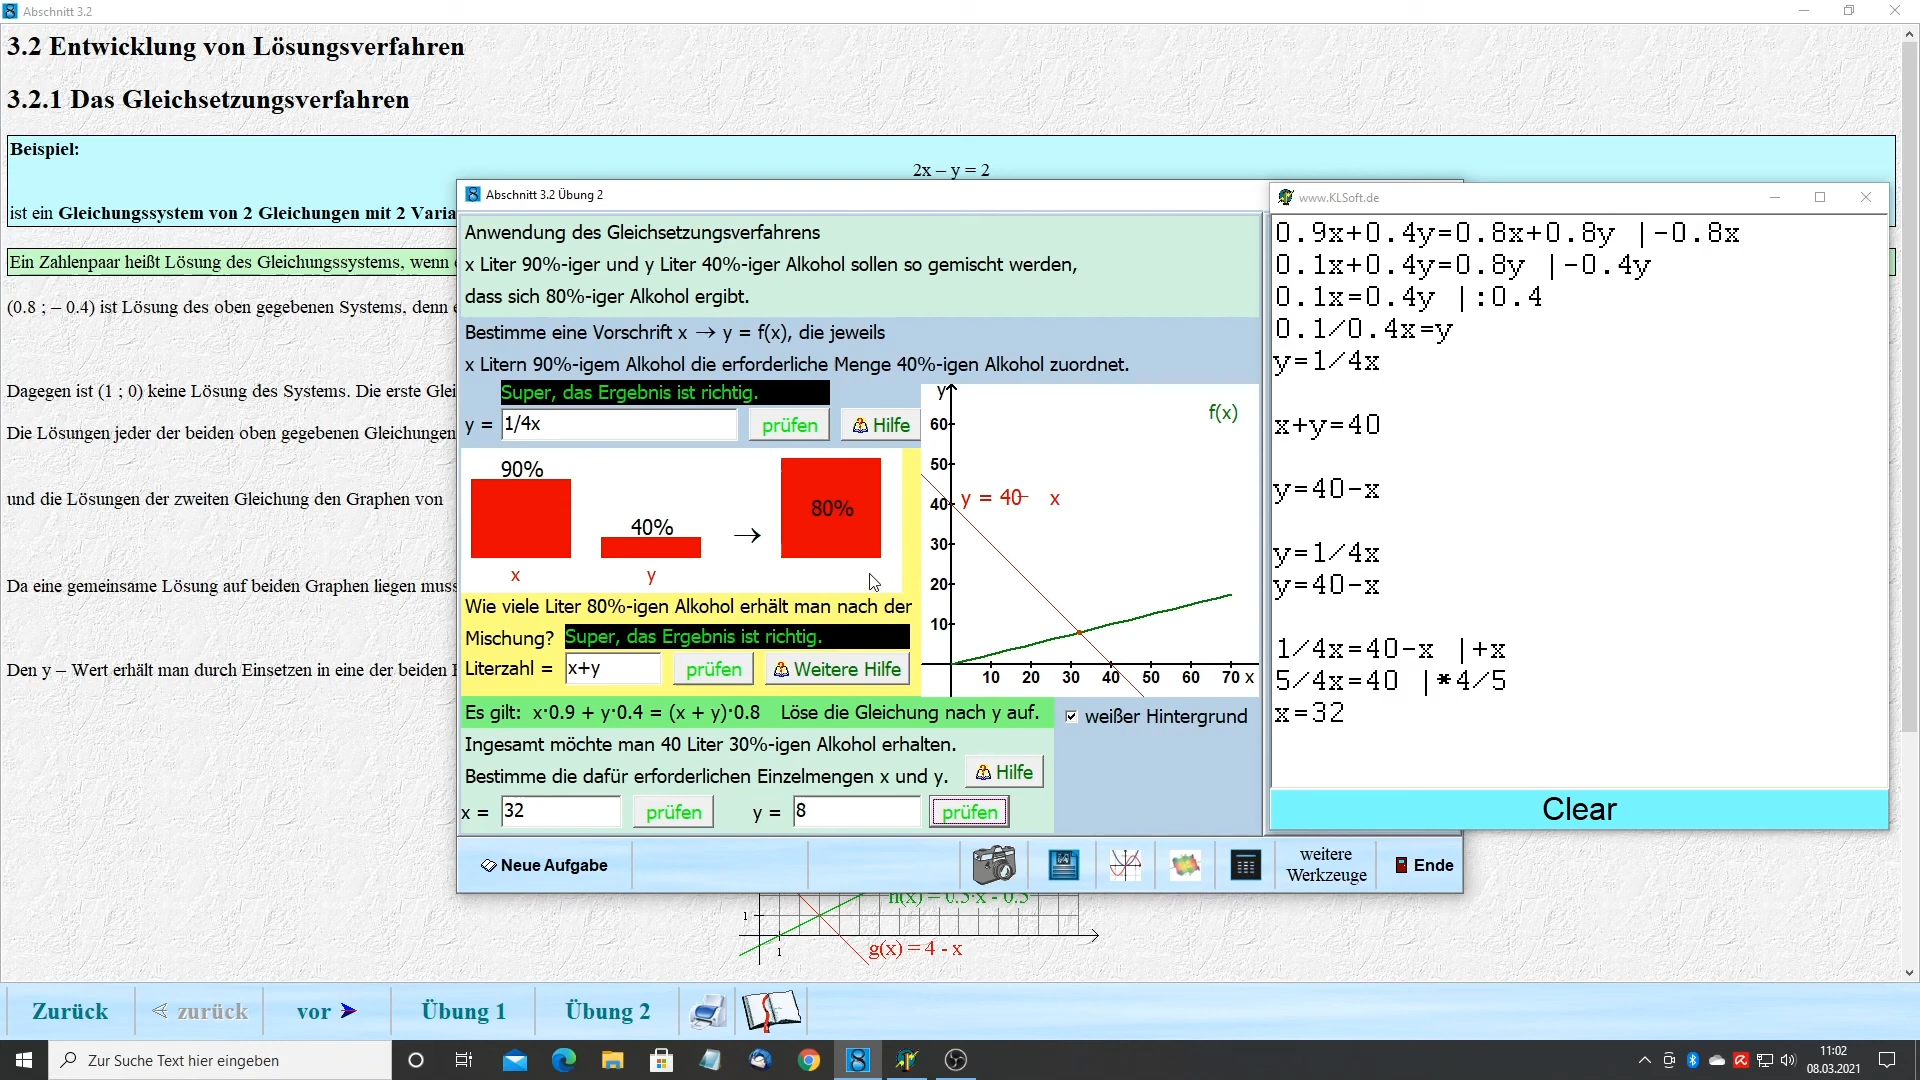 Abschnitt 3.2
3.2 Entwicklung von Lösungsverfahren
3.2.1 Das Gleichsetzungsverfahren
Beispiel:
2x – y = 2
ist ein Gleichungssystem von 2 Gleichungen mit 2 Varia
Ein Zahlenpaar heißt Lösung des Gleichungssystems, wenn
(0.8 ; – 0.4) ist Lösung des oben gegebenen Systems, denn
Dagegen ist (1 ; 0) keine Lösung des Systems. Die erste Glei
Die Lösungen jeder der beiden oben gegebenen Gleichungen
und die Lösungen der zweiten Gleichung den Graphen von
Da eine gemeinsame Lösung auf beiden Graphen liegen muss
Den y – Wert erhält man durch Einsetzen in eine der beiden
Abschnitt 3.2 Übung 2
Anwendung des Gleichsetzungsverfahrens
x Liter 90%-iger und y Liter 40%-iger Alkohol sollen so gemischt werden,
dass sich 80%-iger Alkohol ergibt.
Bestimme eine Vorschrift x → y = f(x), die jeweils
x Litern 90%-igem Alkohol die erforderliche Menge 40%-igen Alkohol zuordnet.
Super, das Ergebnis ist richtig.
y = 1/4x prüfen Hilfe
90%
40% → 80%
x y
Wie viele Liter 80%-igen Alkohol erhält man nach der
Mischung? Super, das Ergebnis ist richtig.
Literzahl = x+y prüfen Weitere Hilfe
Es gilt: x·0.9 + y·0.4 = (x + y)·0.8 Löse die Gleichung nach y auf.
Ingesamt möchte man 40 Liter 30%-igen Alkohol erhalten.
Bestimme die dafür erforderlichen Einzelmengen x und y. Hilfe
x = 32 prüfen y = 8 prüfen
y
f(x)
60
50
40 y = 40- x
30
20
10
10 20 30 40 50 60 70 x
weißer Hintergrund
Neue Aufgabe weitere Werkzeuge Ende
www.KLSoft.de
0.9x+0.4y=0.8x+0.8y |-0.8x
0.1x+0.4y=0.8y |-0.4y
0.1x=0.4y |:0.4
0.1/0.4x=y
y=1/4x
x+y=40
y=40-x
y=1/4x
y=40-x
1/4x=40-x |+x
5/4x=40 |*4/5
x=32
Clear
h(x) = 0.5·x - 0.5
1
1
g(x) = 4 - x
Zurück zurück vor Übung 1 Übung 2
Zur Suche Text hier eingeben
11:02
08.03.2021